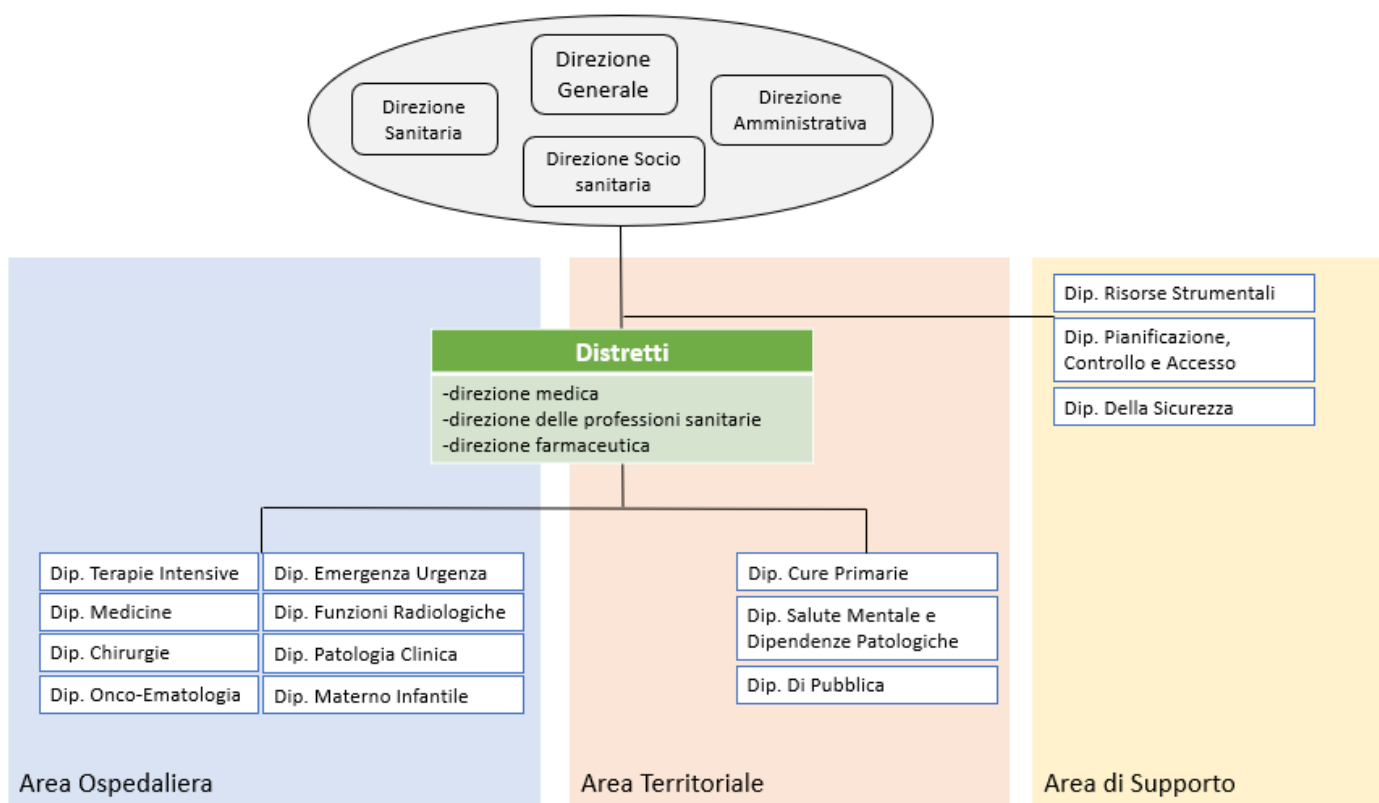 Direzione
Generale
Direzione
Sanitaria
Direzione
Amministrativa
Direzione Socio
sanitaria
Distretti
-direzione medica
-direzione delle professioni sanitarie
-direzione farmaceutica
Dip. Risorse Strumentali
Dip. Pianificazione,
Controllo e Accesso
Dip. Della Sicurezza
Dip. Terapie Intensive
Dip. Emergenza Urgenza
Dip. Medicine
Dip. Funzioni Radiologiche
Dip. Chirurgie
Dip. Patologia Clinica
Dip. Onco-Ematologia
Dip. Materno Infantile
Dip. Cure Primarie
Dip. Salute Mentale e
Dipendenze Patologiche
Dip. Di Pubblica
Area Ospedaliera
Area Territoriale
Area di Supporto